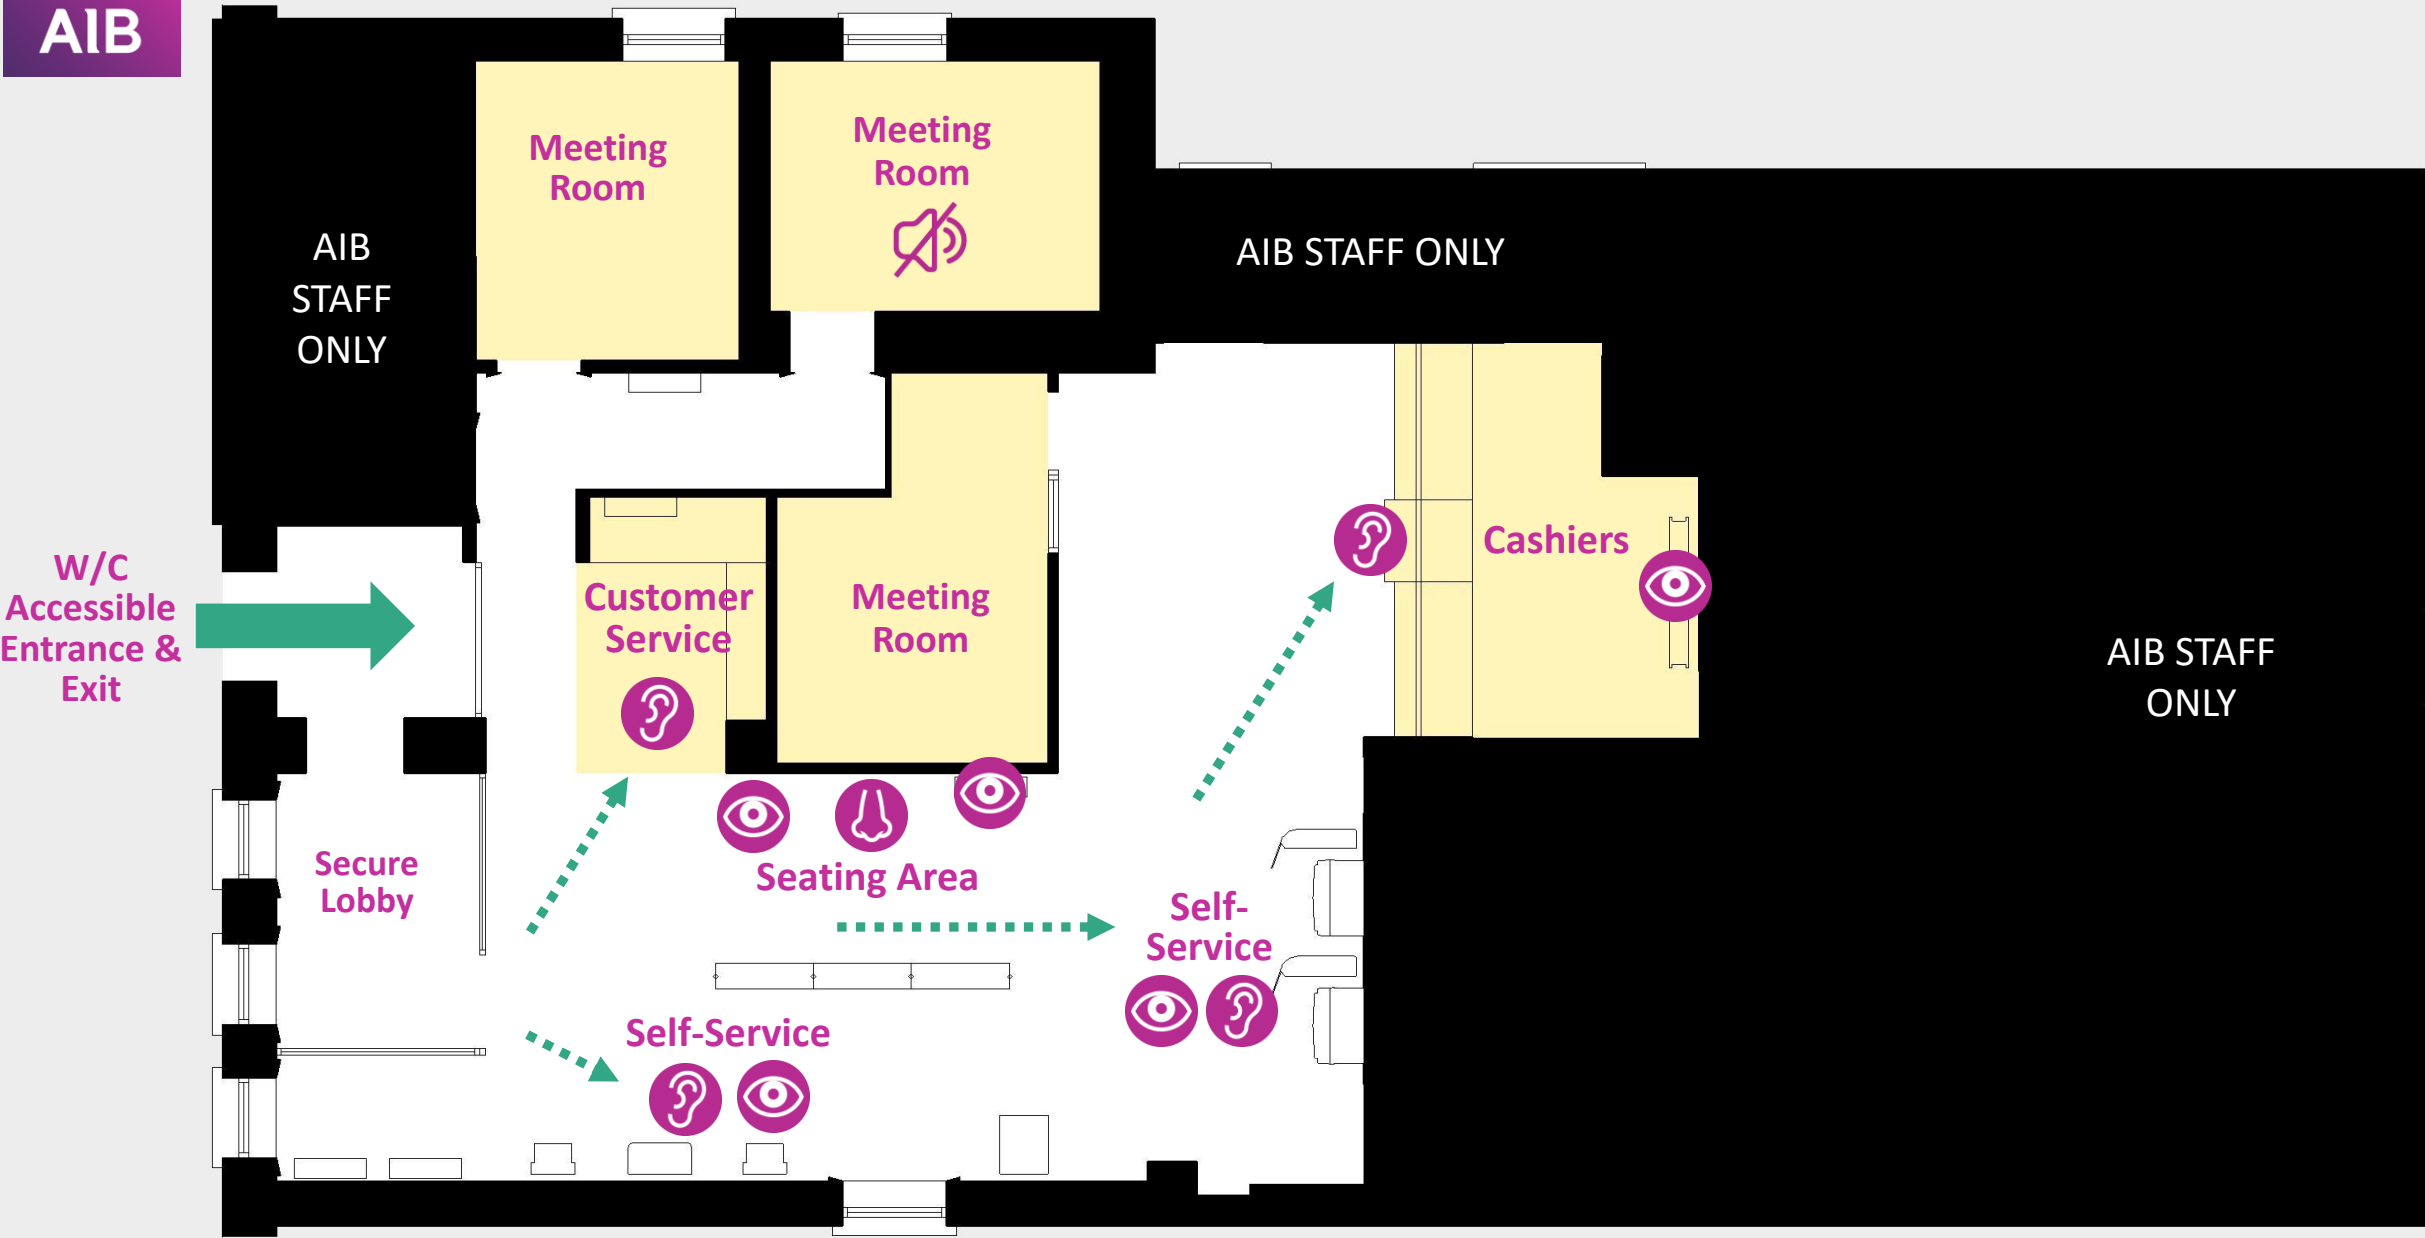 AIB
Meeting
Room
Meeting
Room
AIB
STAFF
ONLY
AIB STAFF ONLY
W/C
Accessible
Entrance &
Exit
Customer
Service
Meeting
Room
Cashiers
AIB STAFF
ONLY
Secure
Lobby
Seating Area
Self-
Service
Self-Service